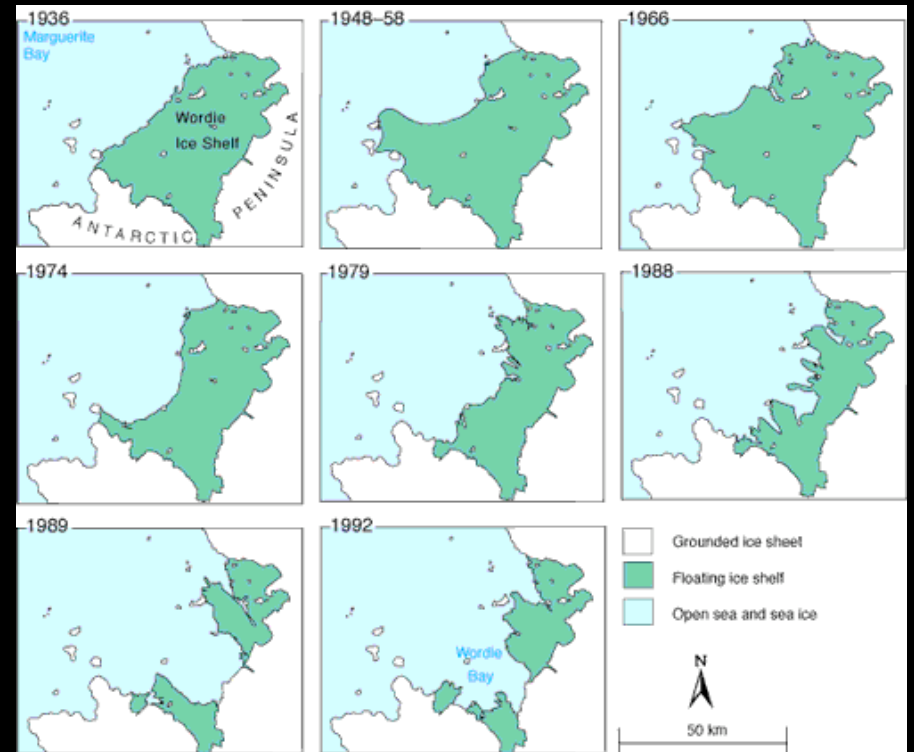 1936
Marguerite
Bay
Wordie
Ice Shelf
ANTARCTIC
PENINSULA
1948–58
1966
1974
1979
1988
1989
1992
Wordie
Bay
Grounded ice sheet
Floating ice shelf
Open sea and sea ice
N
50 km